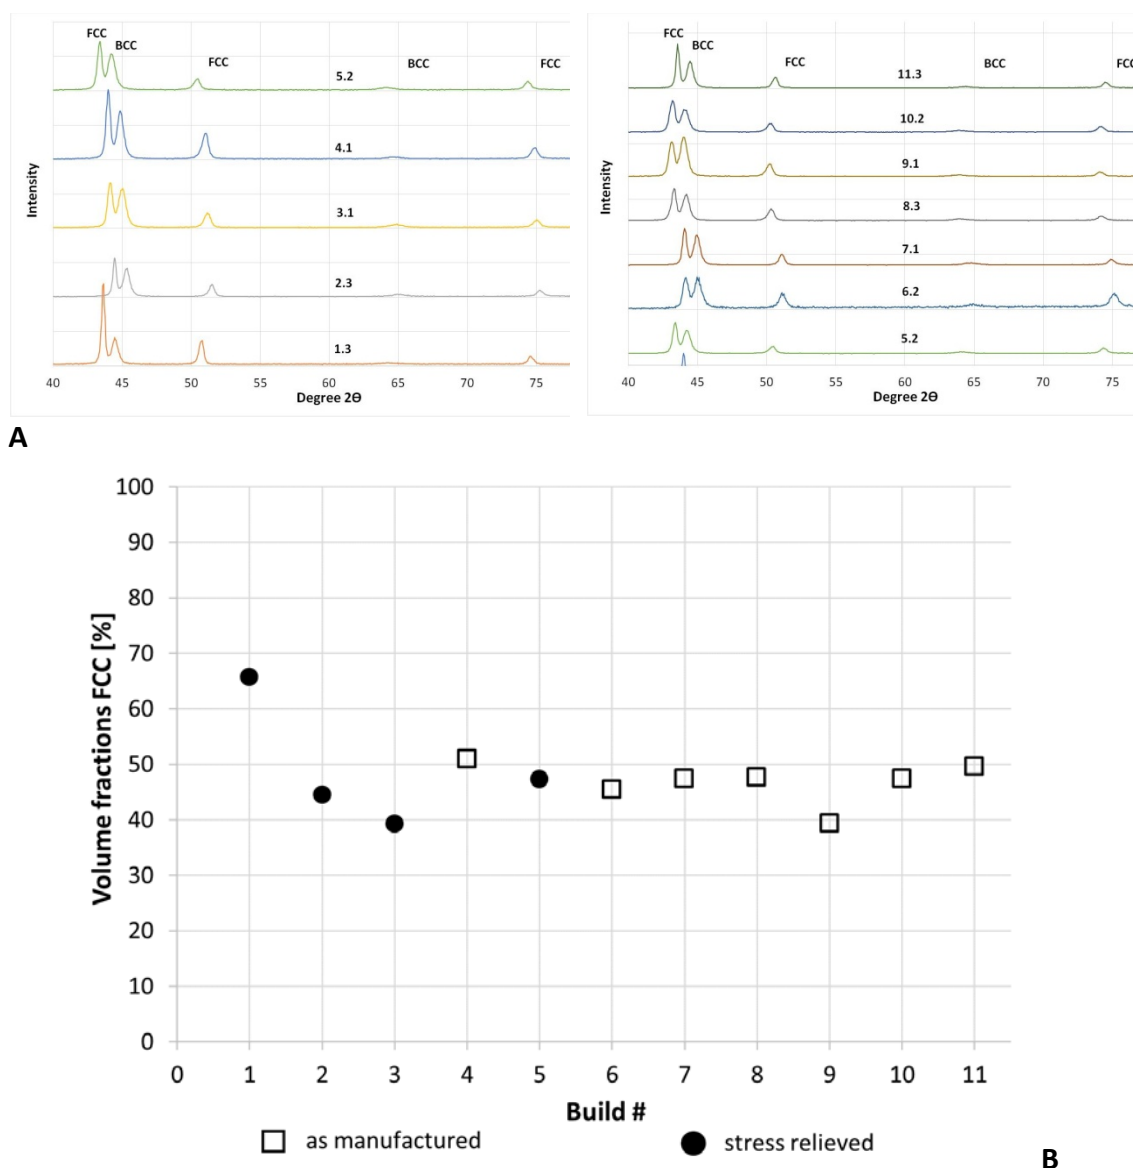 FCC
BCC
FCC
BCC
FCC
5.2
4.1
3.1
2.3
1.3
Intensity
40 45 50 55 60 65 70 75
Degree 2Θ
FCC
BCC
FCC
BCC
FCC
11.3
10.2
9.1
8.3
7.1
6.2
5.2
Intensity
40 45 50 55 60 65 70 75
Degree 2Θ
A
100
90
80
70
60
50
40
30
20
10
0
Volume fractions FCC [%]
0 1 2 3 4 5 6 7 8 9 10 11
Build #
as manufactured
stress relieved
B